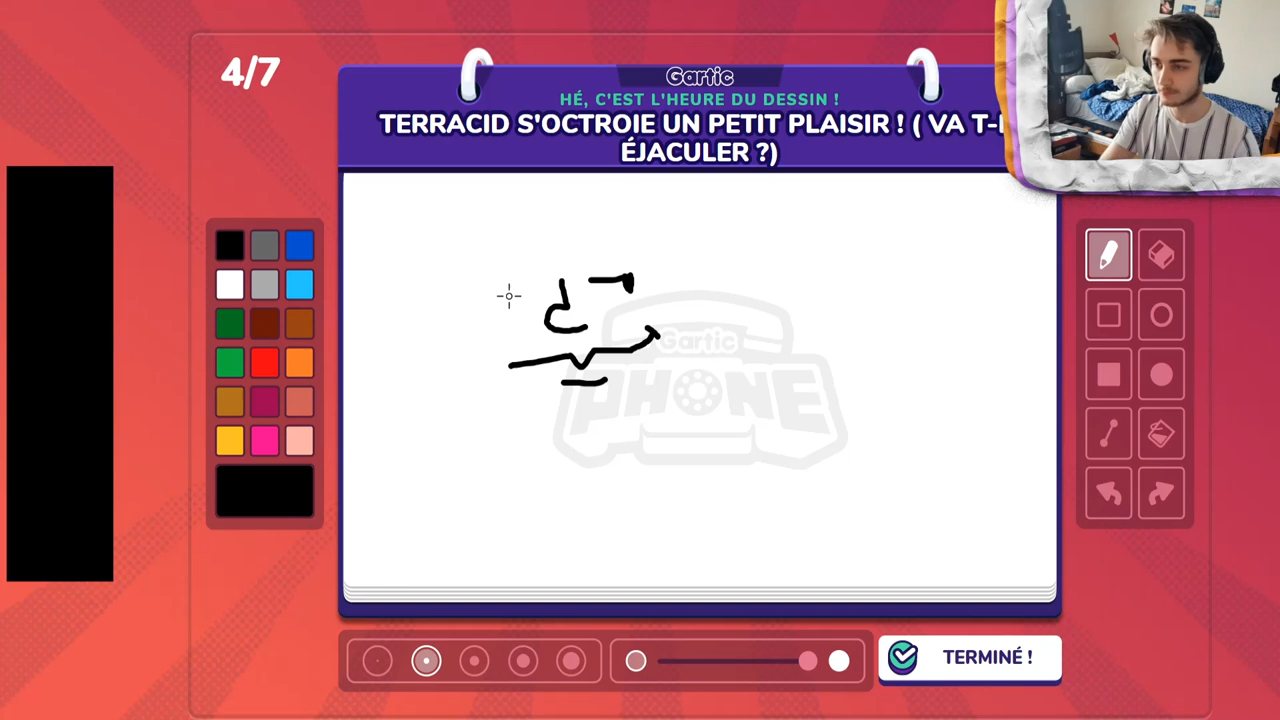 4/7
Gartic
HÉ, C'EST L'HEURE DU DESSIN !
TERRACID S'OCTROIE UN PETIT PLAISIR ! ( VA T-
ÉJACULER ?)
Gartic
PHONE
TERMINÉ !